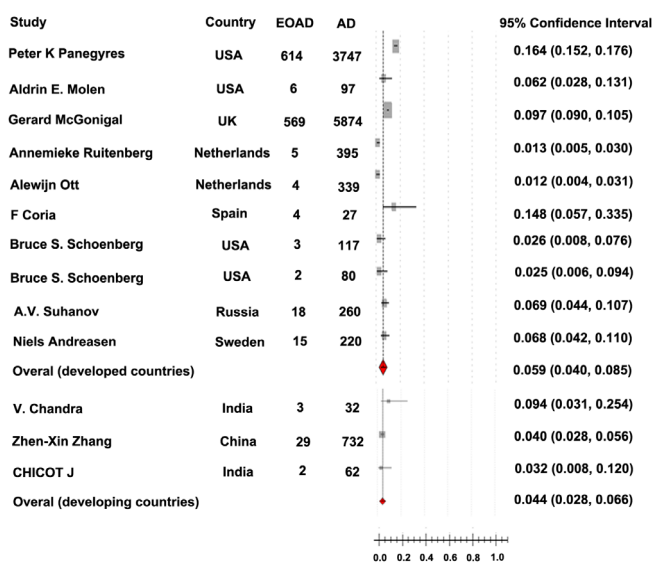 Study Country EOAD AD 95% Confidence Interval
Peter K Panegyres USA 614 3747 0.164 (0.152, 0.176)
Aldrin E. Molen USA 6 97 0.062 (0.028, 0.131)
Gerard McGonigal UK 569 5874 0.097 (0.090, 0.105)
Annemieke Ruitenberg Netherlands 5 395 0.013 (0.005, 0.030)
Alewijn Ott Netherlands 4 339 0.012 (0.004, 0.031)
F Coria Spain 4 27 0.148 (0.057, 0.335)
Bruce S. Schoenberg USA 3 117 0.026 (0.008, 0.076)
Bruce S. Schoenberg USA 2 80 0.025 (0.006, 0.094)
A.V. Suhanov Russia 18 260 0.069 (0.044, 0.107)
Niels Andreasen Sweden 15 220 0.068 (0.042, 0.110)
Overal (developed countries) 0.059 (0.040, 0.085)
V. Chandra India 3 32 0.094 (0.031, 0.254)
Zhen-Xin Zhang China 29 732 0.040 (0.028, 0.056)
CHICOT J India 2 62 0.032 (0.008, 0.120)
Overal (developing countries) 0.044 (0.028, 0.066)
0.0 0.2 0.4 0.6 0.8 1.0